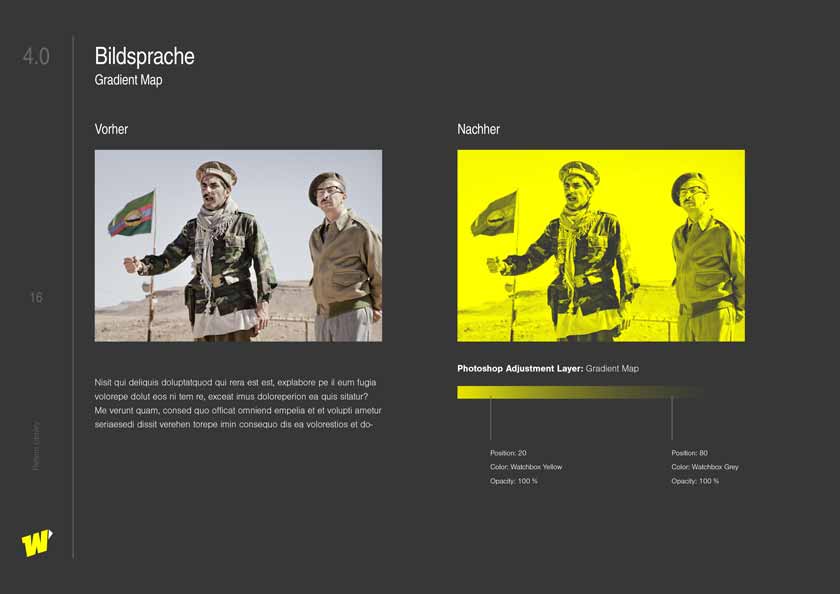 4.0
Bildsprache
Gradient Map
Vorher
Nachher
16
Nisit qui deliquis doluptatquod qui rera est est, explabore pe il eum fugia
volorepe dolut eos ni tem re, exceat imus doloreperion ea quis sitatur?
Me verunt quam, consed quo officat omniend empelia et et volupti ametur
seriaesedi dissit verehen torepe imin consequo dis ea volorestios et do-
Photoshop Adjustment Layer: Gradient Map
Position: 20
Color: Watchbox Yellow
Opacity: 100 %
Position: 80
Color: Watchbox Grey
Opacity: 100 %
Pattern Library
W